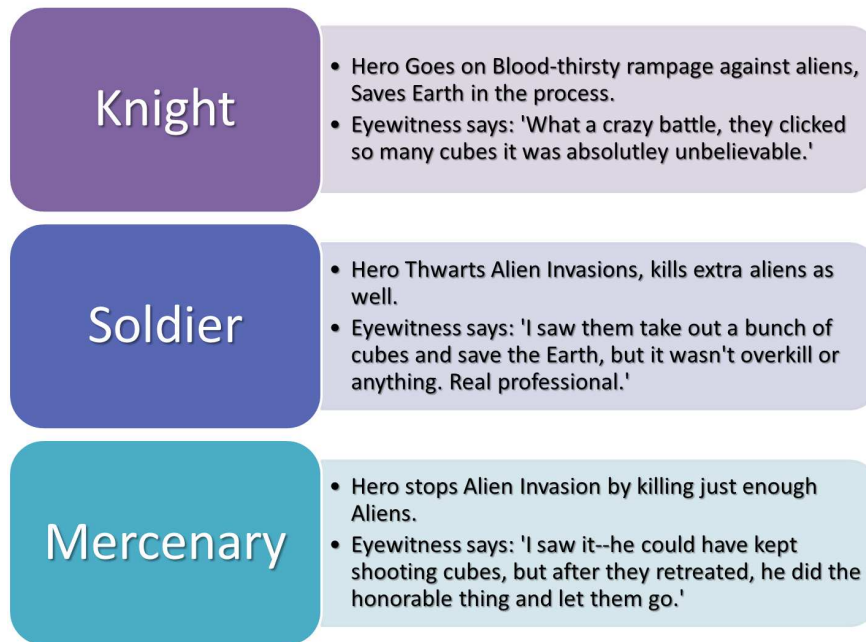 Knight
• Hero Goes on Blood-thirsty rampage against aliens,
Saves Earth in the process.
• Eyewitness says: 'What a crazy battle, they clicked
so many cubes it was absolutley unbelievable.'
Soldier
• Hero Thwarts Alien Invasions, kills extra aliens as
well.
• Eyewitness says: 'I saw them take out a bunch of
cubes and save the Earth, but it wasn't overkill or
anything. Real professional.'
Mercenary
• Hero stops Alien Invasion by killing just enough
Aliens.
• Eyewitness says: 'I saw it--he could have kept
shooting cubes, but after they retreated, he did the
honorable thing and let them go.'